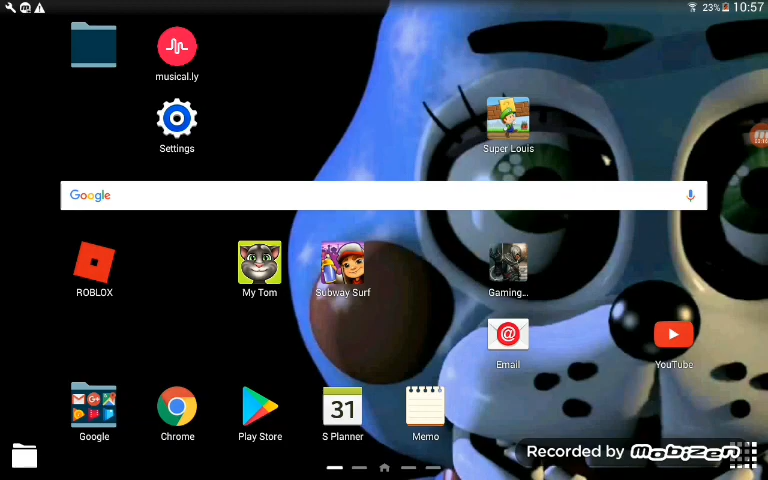 23% 10:57
musical.ly
Settings
Super Louis
Google
ROBLOX
My Tom
Subway Surf
Gaming...
Email
YouTube
31
Google
Chrome
Play Store
S Planner
Memo
Recorded by Mobizen